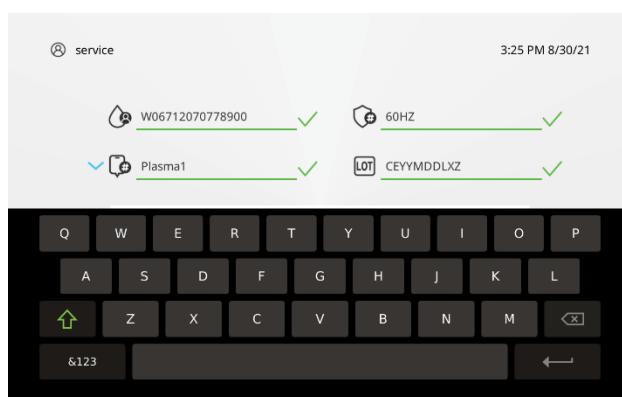 service 3:25 PM 8/30/21
W06712070778900 60HZ
Plasma1 LOT CEYYMDDLXZ
Q W E R T Y U I O P
A S D F G H J K L
Z X C V B N M
&123